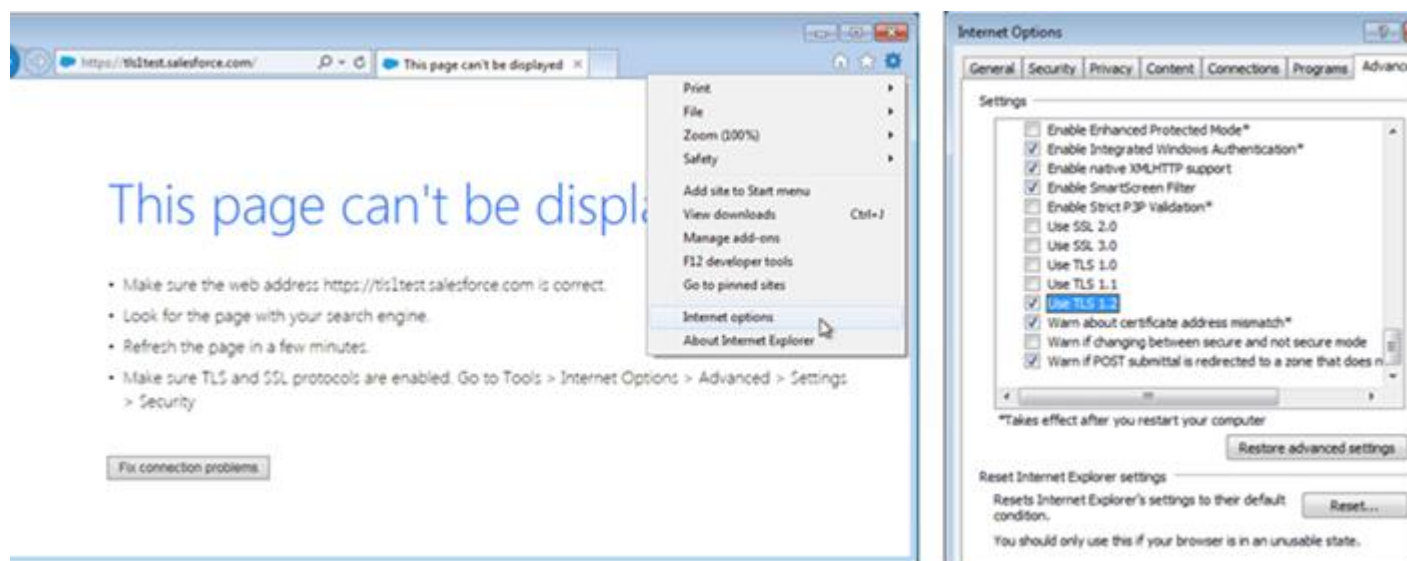 https://tls1test.salesforce.com/
This page can't be displayed
Print
File
Zoom (100%)
Safety
Add site to Start menu
View downloads Ctrl+J
Manage add-ons
F12 developer tools
Go to pinned sites
Internet options
About Internet Explorer
This page can't be displa
• Make sure the web address https://tls1test.salesforce.com is correct.
• Look for the page with your search engine.
• Refresh the page in a few minutes.
• Make sure TLS and SSL protocols are enabled. Go to Tools > Internet Options > Advanced > Settings
> Security
Fix connection problems
Internet Options
General Security Privacy Content Connections Programs Advanc
Settings
Enable Enhanced Protected Mode*
Enable Integrated Windows Authentication*
Enable native XMLHTTP support
Enable SmartScreen Filter
Enable Strict P3P Validation*
Use SSL 2.0
Use SSL 3.0
Use TLS 1.0
Use TLS 1.1
Use TLS 1.2
Warn about certificate address mismatch*
Warn if changing between secure and not secure mode
Warn if POST submittal is redirected to a zone that does n
*Takes effect after you restart your computer
Restore advanced settings
Reset Internet Explorer settings
Resets Internet Explorer's settings to their default
condition.
Reset...
You should only use this if your browser is in an unusable state.